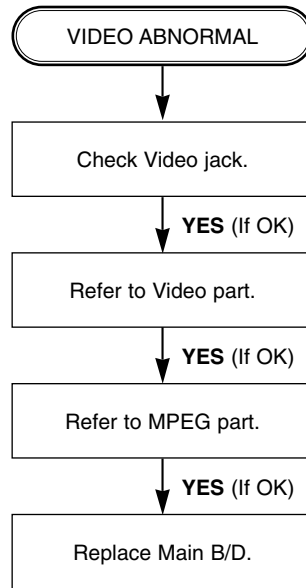 VIDEO ABNORMAL
Check Video jack.
YES (If OK)
Refer to Video part.
YES (If OK)
Refer to MPEG part.
YES (If OK)
Replace Main B/D.